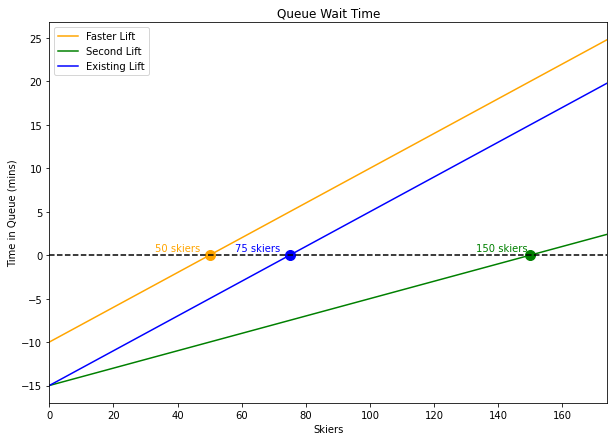 Queue Wait Time
Faster Lift
Second Lift
Existing Lift
Time in Queue (mins)
25
20
15
10
5
0
−5
−10
−15
50 skiers
75 skiers
150 skiers
0 20 40 60 80 100 120 140 160
Skiers